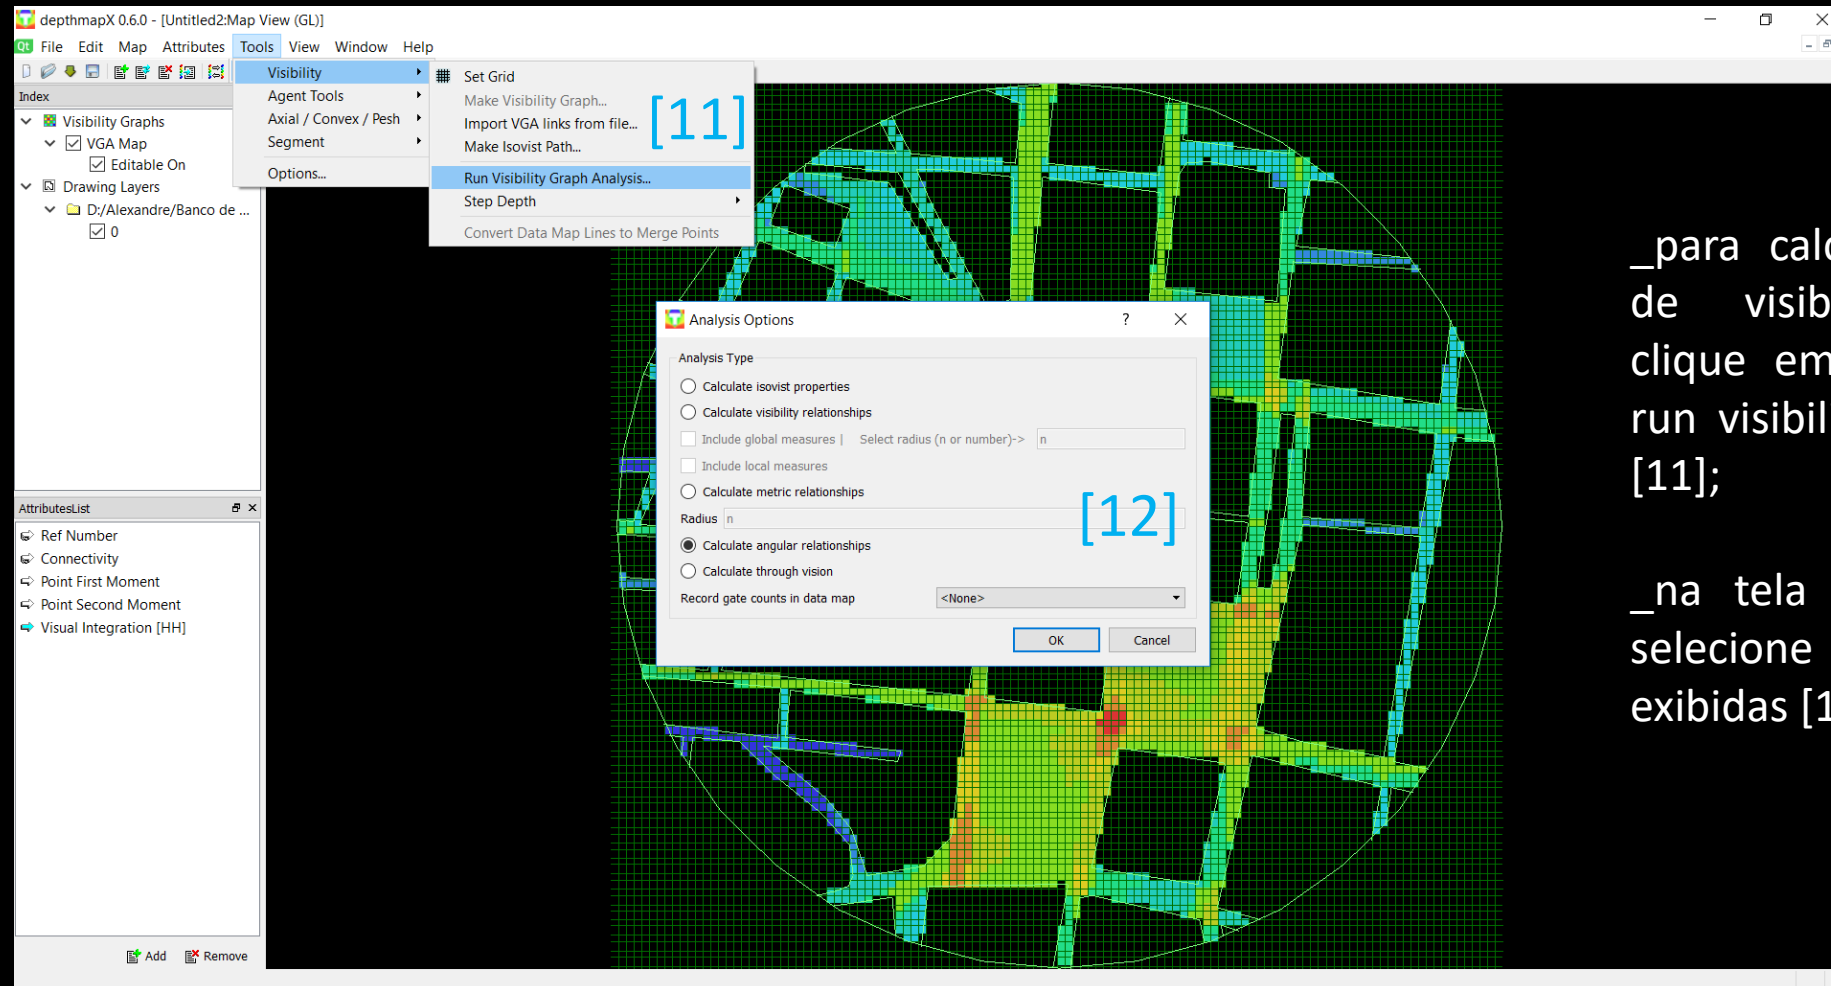 depthmapX 0.6.0 - [Untitled2:Map View (GL)]
File Edit Map Attributes Tools View Window Help
Index
Visibility Graphs
VGA Map
Editable On
Drawing Layers
D:/Alexandre/Banco de ...
0
Visibility
Agent Tools
Axial / Convex / Pesh
Segment
Options...
Set Grid
Make Visibility Graph...
Import VGA links from file...
Make Isovist Path...
Run Visibility Graph Analysis...
Step Depth
Convert Data Map Lines to Merge Points
[11]
Analysis Options
Analysis Type
Calculate isovist properties
Calculate visibility relationships
Include global measures | Select radius (n or number)-> n
Include local measures
Calculate metric relationships
Radius n
Calculate angular relationships
Calculate through vision
Record gate counts in data map <None>
OK Cancel
[12]
AttributesList
Ref Number
Connectivity
Point First Moment
Point Second Moment
Visual Integration [HH]
Add Remove
_para calc
de visib
clique em
run visibil
[11];
_na tela
selecione
exibidas [1